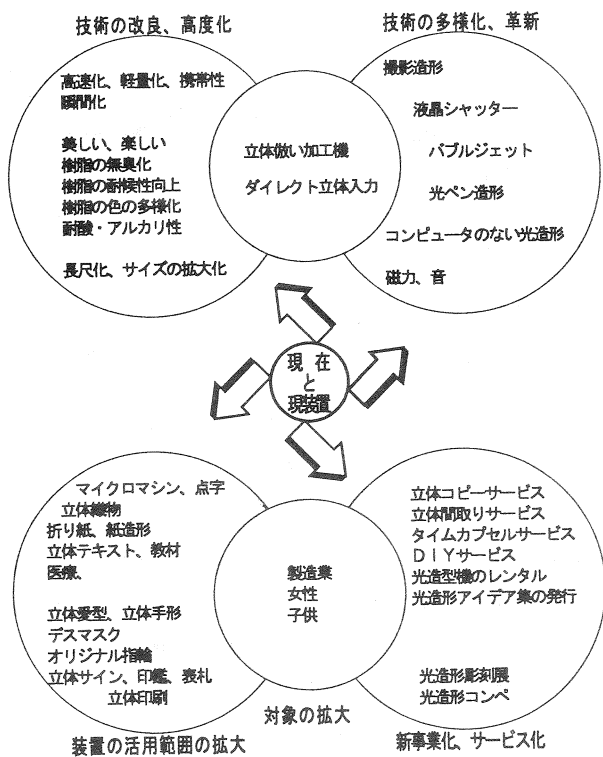 技術の改良、高度化
高速化、軽量化、携帯性
瞬間化
美しい、楽しい
樹脂の無臭化
樹脂の耐候性向上
樹脂の色の多様化
耐酸・アルカリ性
長尺化、サイズの拡大化
立体倣い加工機
ダイレクト立体入力
技術の多様化、革新
撮影造形
液晶シャッター
バブルジェット
光ペン造形
コンピュータのない光造形
磁力、音
現在
と
現装置
マイクロマシン、点字
立体織物
折り紙、紙造形
立体テキスト、教材
医療、
立体愛型、立体手形
デスマスク
オリジナル指輪
立体サイン、印鑑、表札
立体印刷
装置の活用範囲の拡大
製造業
女性
子供
対象の拡大
立体コピーサービス
立体間取りサービス
タイムカプセルサービス
DIYサービス
光造型機のレンタル
光造形アイデア集の発行
光造形彫刻展
光造形コンペ
新事業化、サービス化